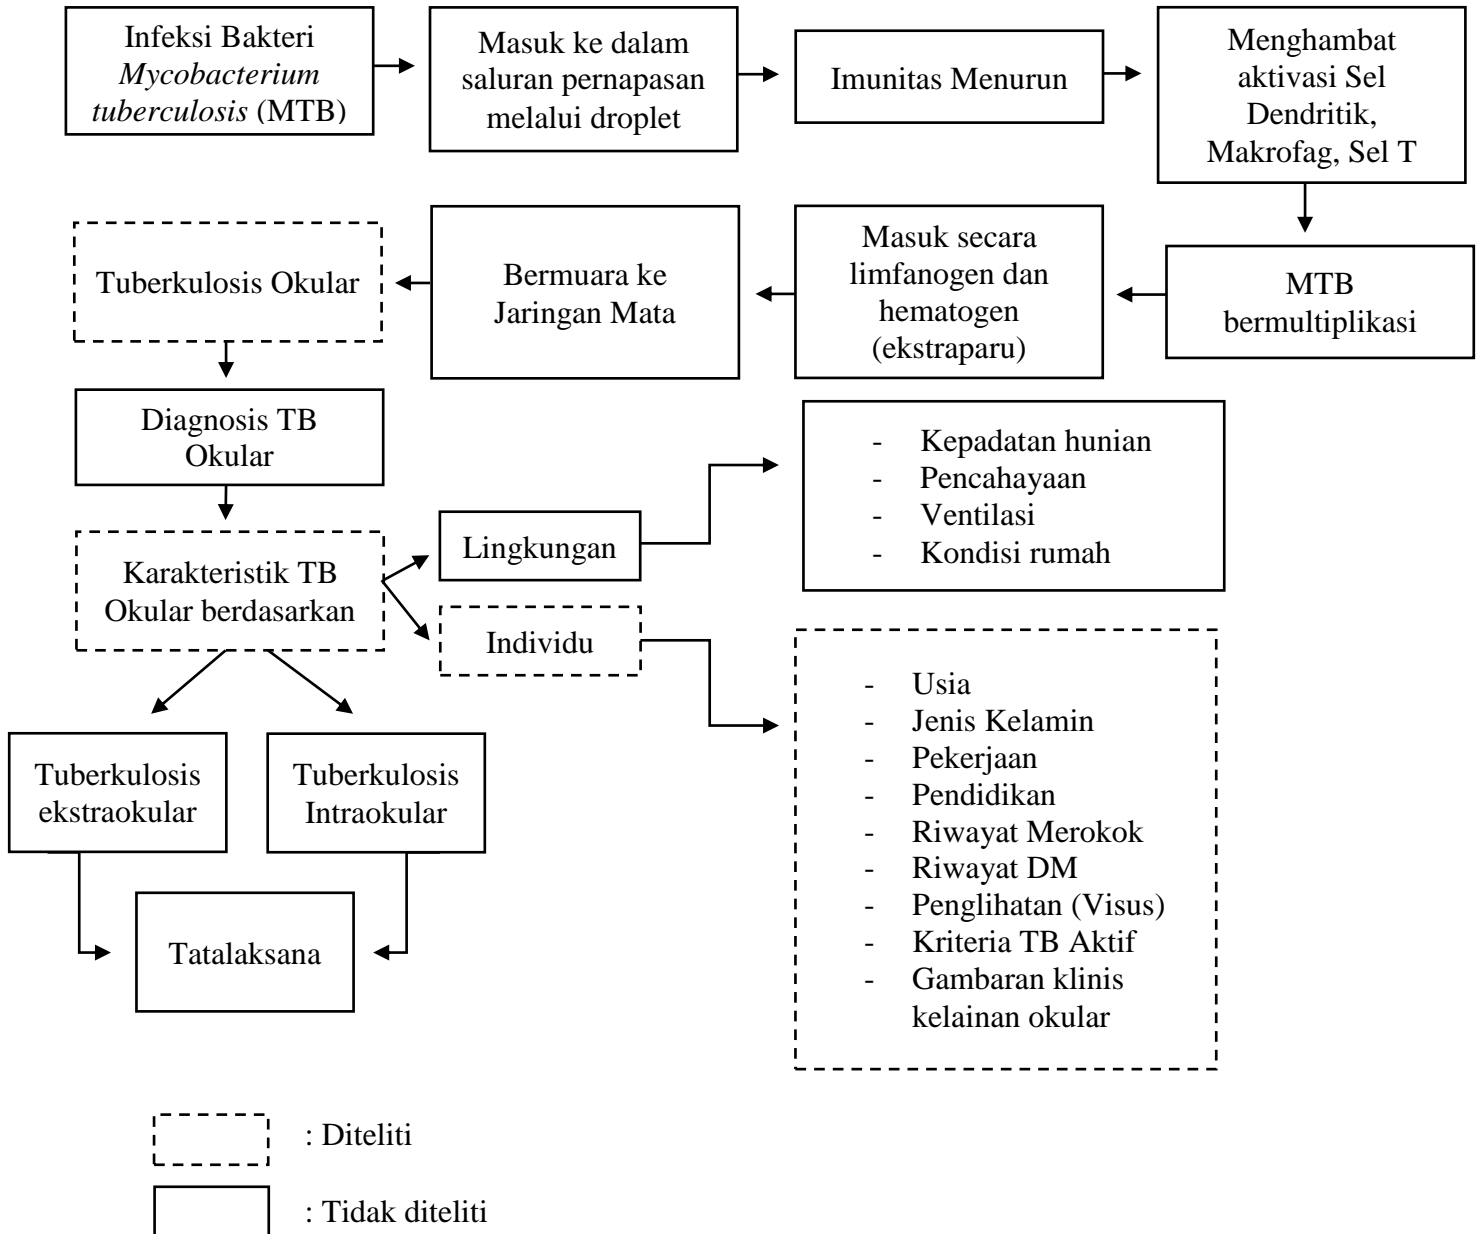 Infeksi Bakteri
Mycobacterium
tuberculosis (MTB)
Masuk ke dalam
saluran pernapasan
melalui droplet
Imunitas Menurun
Menghambat
aktivasi Sel
Dendritik,
Makrofag, Sel T
Tuberkulosis Okular
Bermuara ke
Jaringan Mata
Masuk secara
limfanogen dan
hematogen
(ekstraparu)
MTB
bermultiplikasi
Diagnosis TB
Okular
- Kepadatan hunian
- Pencahayaan
- Ventilasi
- Kondisi rumah
Lingkungan
Karakteristik TB
Okular berdasarkan
Individu
- Usia
- Jenis Kelamin
- Pekerjaan
- Pendidikan
- Riwayat Merokok
- Riwayat DM
- Penglihatan (Visus)
- Kriteria TB Aktif
- Gambaran klinis
kelainan okular
Tuberkulosis
ekstraokular
Tuberkulosis
Intraokular
Tatalaksana
: Diteliti
: Tidak diteliti